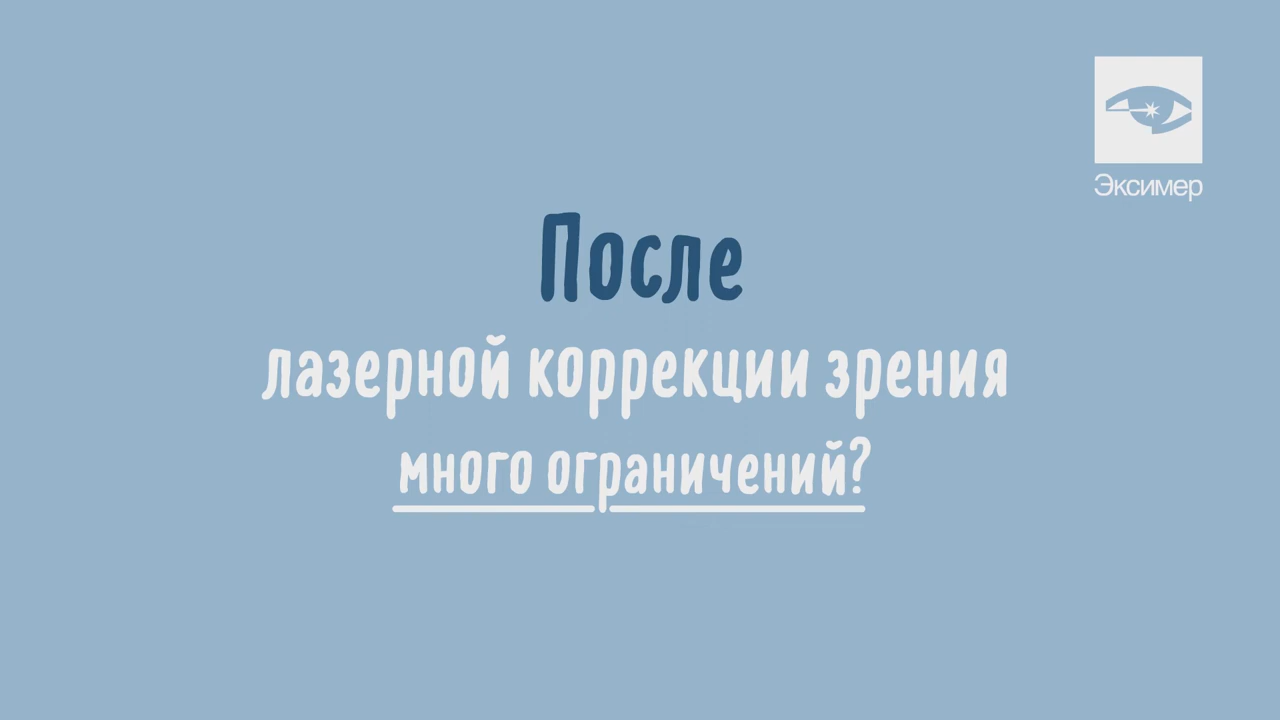 Эксимер
После
лазерной коррекции зрения
много ограничений?